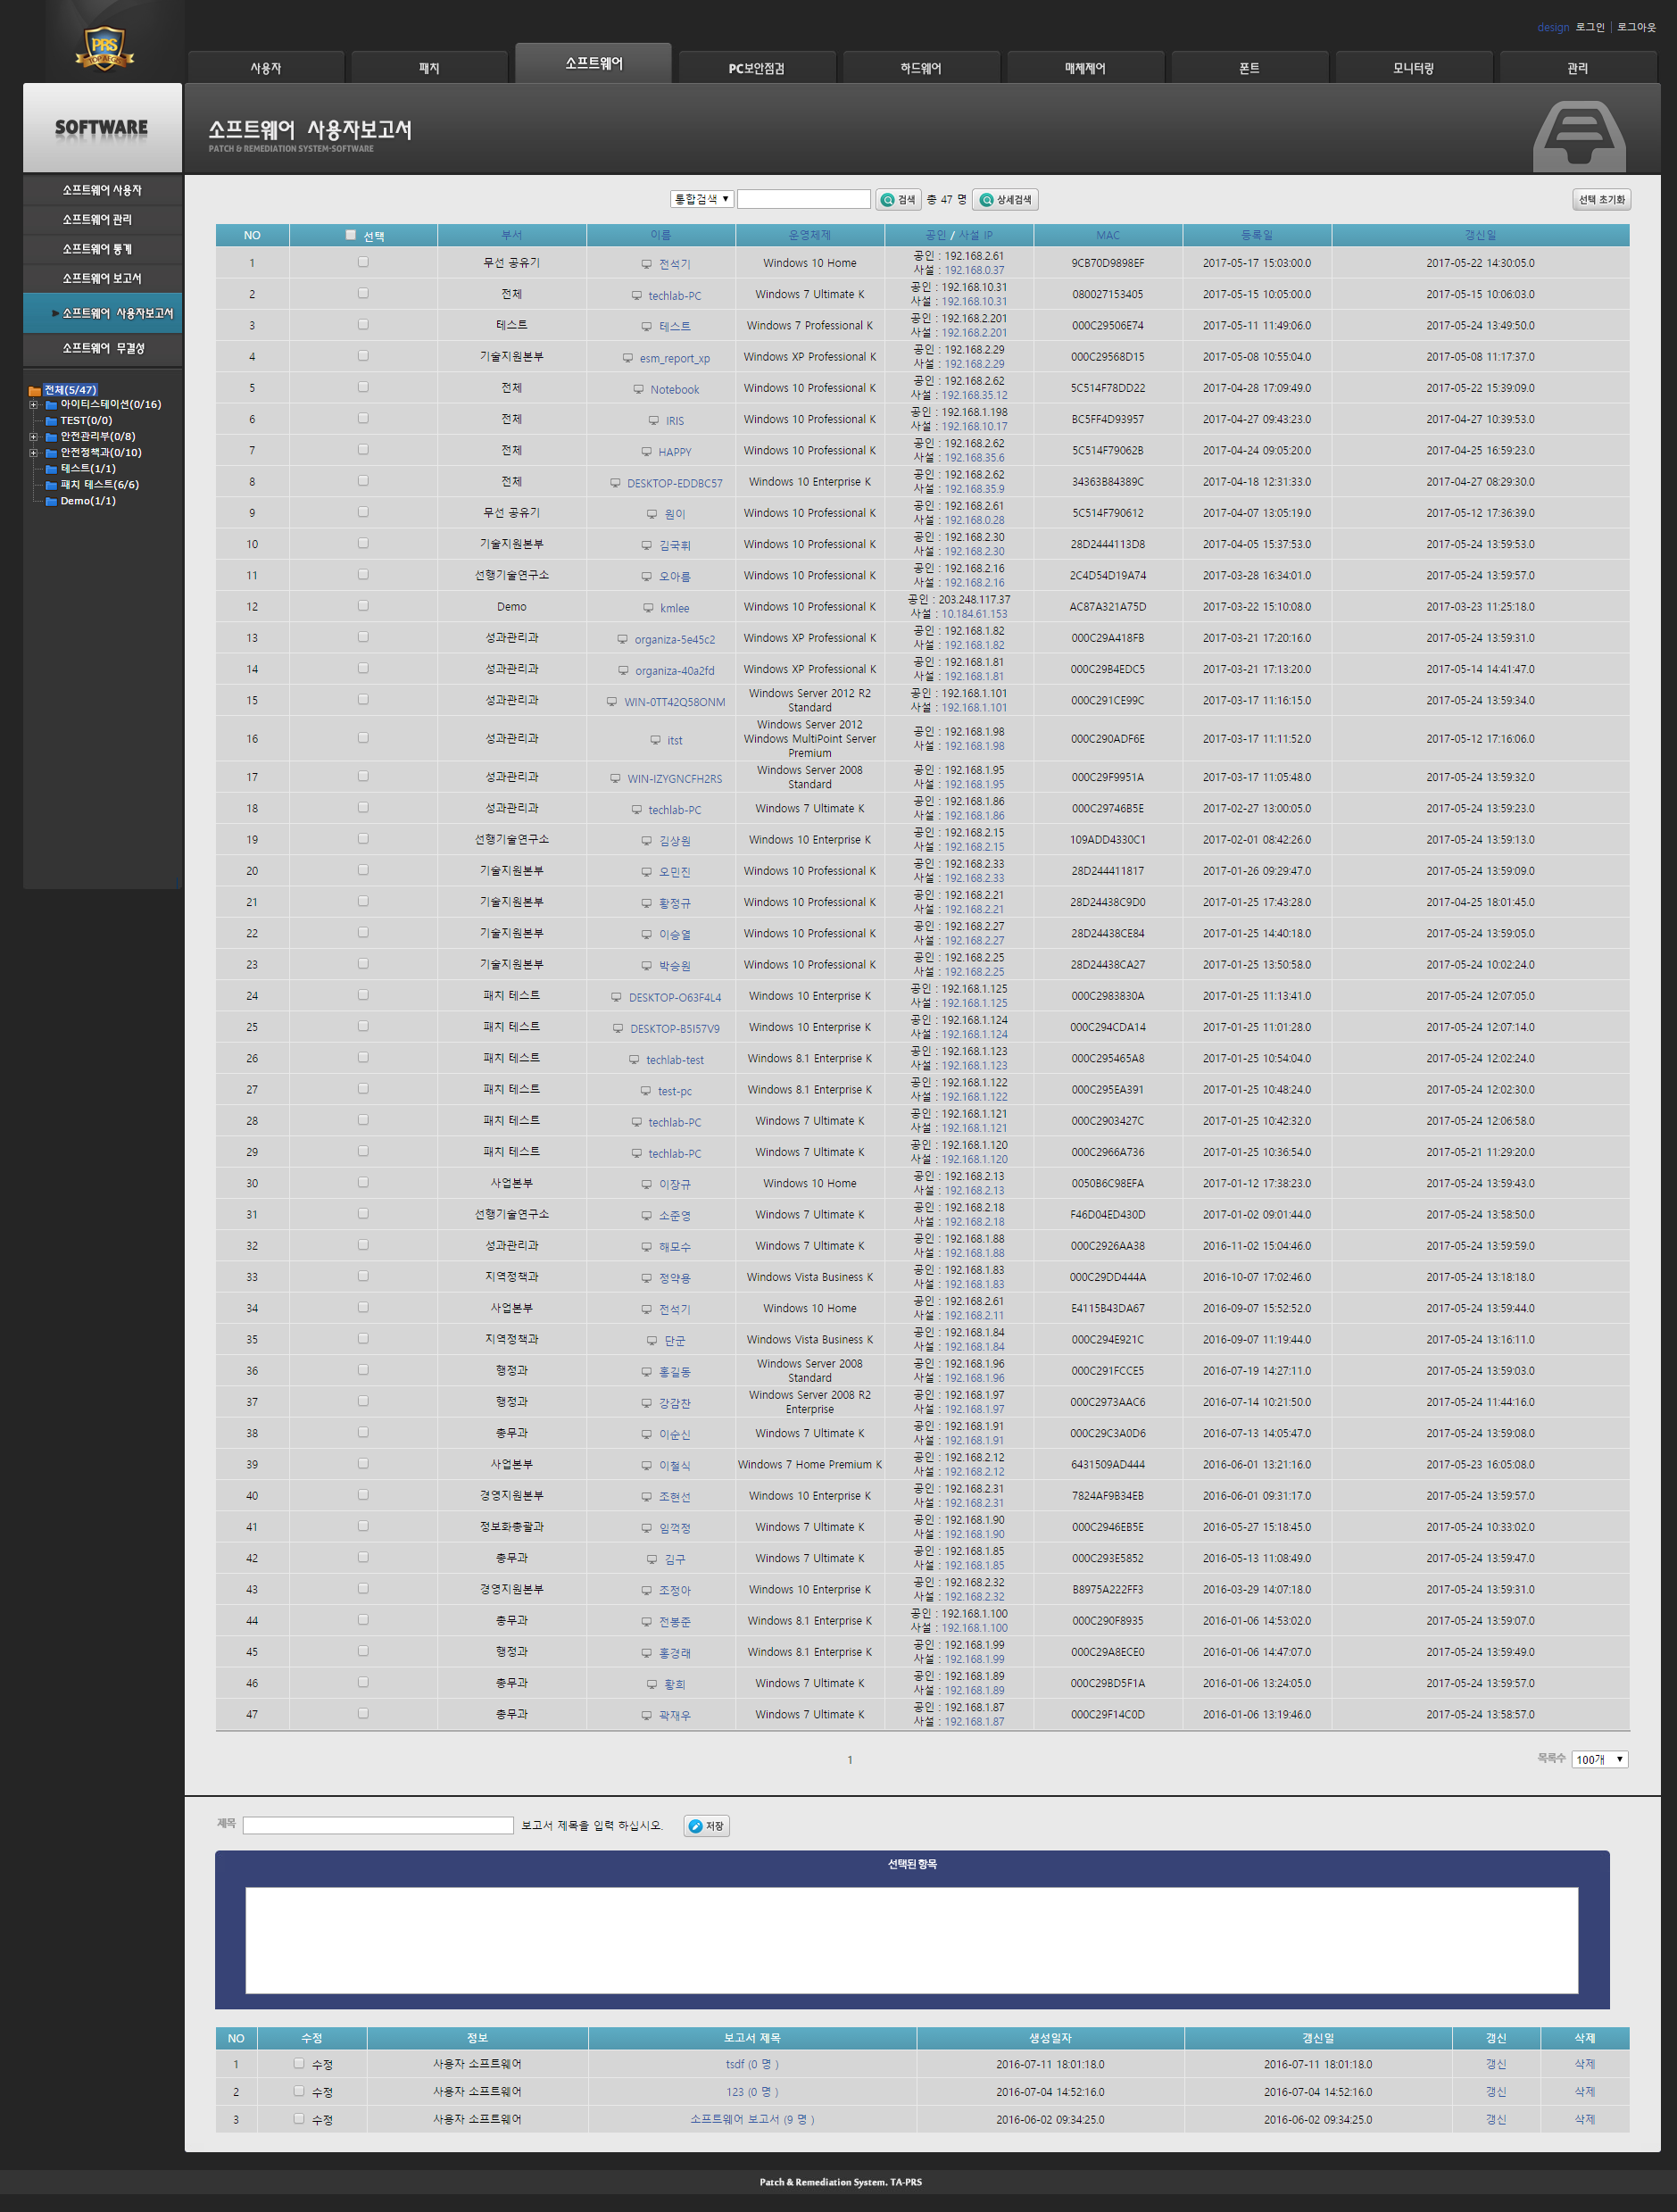 design 로그인 | 로그아웃
PRS
사용자 패치 소프트웨어 PC보안점검 하드웨어 매체제어 폰트 모니터링 관리
SOFTWARE
소프트웨어 사용자보고서
PATCH & REMEDIATION SYSTEM-SOFTWARE
소프트웨어 사용자
소프트웨어 관리
소프트웨어 통계
소프트웨어 보고서
소프트웨어 사용자보고서
소프트웨어 무결성
전체(5/47)
아이티스테이션(0/16)
TEST(0/0)
안전관리부(0/8)
안전정책과(0/10)
테스트(1/1)
패치 테스트(6/6)
Demo(1/1)
통합검색 검색 총 47 명 상세검색 선택 초기화
NO 선택 부서 이름 운영체제 공인 / 사설 IP MAC 등록일 갱신일
1 무선 공유기 전석기 Windows 10 Home 공인 : 192.168.2.61 사설 : 192.168.0.37 9CB70D9898EF 2017-05-17 15:03:00.0 2017-05-22 14:30:05.0
2 전체 techlab-PC Windows 7 Ultimate K 공인 : 192.168.10.31 사설 : 192.168.10.31 080027153405 2017-05-15 10:05:00.0 2017-05-15 10:06:03.0
3 테스트 테스트 Windows 7 Professional K 공인 : 192.168.2.201 사설 : 192.168.2.201 000C29506E74 2017-05-11 11:49:06.0 2017-05-24 13:49:50.0
4 기술지원본부 esm_report_xp Windows XP Professional K 공인 : 192.168.2.29 사설 : 192.168.2.29 000C29568D15 2017-05-08 10:55:04.0 2017-05-08 11:17:37.0
5 전체 Notebook Windows 10 Professional K 공인 : 192.168.2.62 사설 : 192.168.35.12 5C514F78DD22 2017-04-28 17:09:49.0 2017-05-22 15:39:09.0
6 전체 IRIS Windows 10 Professional K 공인 : 192.168.1.198 사설 : 192.168.10.17 BC5FF4D93957 2017-04-27 09:43:23.0 2017-04-27 10:39:53.0
7 전체 HAPPY Windows 10 Professional K 공인 : 192.168.2.62 사설 : 192.168.35.6 5C514F79062B 2017-04-24 09:05:20.0 2017-04-25 16:59:23.0
8 전체 DESKTOP-EDDBC57 Windows 10 Enterprise K 공인 : 192.168.2.62 사설 : 192.168.35.9 34363B84389C 2017-04-18 12:31:33.0 2017-04-27 08:29:30.0
9 무선 공유기 원이 Windows 10 Professional K 공인 : 192.168.2.61 사설 : 192.168.0.28 5C514F790612 2017-04-07 13:05:19.0 2017-05-12 17:36:39.0
10 기술지원본부 김국휘 Windows 10 Professional K 공인 : 192.168.2.30 사설 : 192.168.2.30 28D2444113D8 2017-04-05 15:37:53.0 2017-05-24 13:59:53.0
11 선행기술연구소 오아름 Windows 10 Professional K 공인 : 192.168.2.16 사설 : 192.168.2.16 2C4D54D19A74 2017-03-28 16:34:01.0 2017-05-24 13:59:57.0
12 Demo kmlee Windows 10 Professional K 공인 : 203.248.117.37 사설 : 10.184.61.153 AC87A321A75D 2017-03-22 15:10:08.0 2017-03-23 11:25:18.0
13 성과관리과 organiza-5e45c2 Windows XP Professional K 공인 : 192.168.1.82 사설 : 192.168.1.82 000C29A418FB 2017-03-21 17:20:16.0 2017-05-24 13:59:31.0
14 성과관리과 organiza-40a2fd Windows XP Professional K 공인 : 192.168.1.81 사설 : 192.168.1.81 000C29B4EDC5 2017-03-21 17:13:20.0 2017-05-14 14:41:47.0
15 성과관리과 WIN-0TT42Q58ONM Windows Server 2012 R2 Standard 공인 : 192.168.1.101 사설 : 192.168.1.101 000C291CE99C 2017-03-17 11:16:15.0 2017-05-24 13:59:34.0
16 성과관리과 itst Windows Server 2012 Windows MultiPoint Server Premium 공인 : 192.168.1.98 사설 : 192.168.1.98 000C290ADF6E 2017-03-17 11:11:52.0 2017-05-12 17:16:06.0
17 성과관리과 WIN-IZYGNCFH2RS Windows Server 2008 Standard 공인 : 192.168.1.95 사설 : 192.168.1.95 000C29F9951A 2017-03-17 11:05:48.0 2017-05-24 13:59:32.0
18 성과관리과 techlab-PC Windows 7 Ultimate K 공인 : 192.168.1.86 사설 : 192.168.1.86 000C29746B5E 2017-02-27 13:00:05.0 2017-05-24 13:59:23.0
19 선행기술연구소 김상원 Windows 10 Enterprise K 공인 : 192.168.2.15 사설 : 192.168.2.15 109ADD4330C1 2017-02-01 08:42:26.0 2017-05-24 13:59:13.0
20 기술지원본부 오민진 Windows 10 Professional K 공인 : 192.168.2.33 사설 : 192.168.2.33 28D244411817 2017-01-26 09:29:47.0 2017-05-24 13:59:09.0
21 기술지원본부 황정규 Windows 10 Professional K 공인 : 192.168.2.21 사설 : 192.168.2.21 28D24438C9D0 2017-01-25 17:43:28.0 2017-04-25 18:01:45.0
22 기술지원본부 이승열 Windows 10 Professional K 공인 : 192.168.2.27 사설 : 192.168.2.27 28D24438CE84 2017-01-25 14:40:18.0 2017-05-24 13:59:05.0
23 기술지원본부 박승원 Windows 10 Professional K 공인 : 192.168.2.25 사설 : 192.168.2.25 28D24438CA27 2017-01-25 13:50:58.0 2017-05-24 10:02:24.0
24 패치 테스트 DESKTOP-O63F4L4 Windows 10 Enterprise K 공인 : 192.168.1.125 사설 : 192.168.1.125 000C2983830A 2017-01-25 11:13:41.0 2017-05-24 12:07:05.0
25 패치 테스트 DESKTOP-B5I57V9 Windows 10 Enterprise K 공인 : 192.168.1.124 사설 : 192.168.1.124 000C294CDA14 2017-01-25 11:01:28.0 2017-05-24 12:07:14.0
26 패치 테스트 techlab-test Windows 8.1 Enterprise K 공인 : 192.168.1.123 사설 : 192.168.1.123 000C295465A8 2017-01-25 10:54:04.0 2017-05-24 12:02:24.0
27 패치 테스트 test-pc Windows 8.1 Enterprise K 공인 : 192.168.1.122 사설 : 192.168.1.122 000C295EA391 2017-01-25 10:48:24.0 2017-05-24 12:02:30.0
28 패치 테스트 techlab-PC Windows 7 Ultimate K 공인 : 192.168.1.121 사설 : 192.168.1.121 000C2903427C 2017-01-25 10:42:32.0 2017-05-24 12:06:58.0
29 패치 테스트 techlab-PC Windows 7 Ultimate K 공인 : 192.168.1.120 사설 : 192.168.1.120 000C2966A736 2017-01-25 10:36:54.0 2017-05-21 11:29:20.0
30 사업본부 이장규 Windows 10 Home 공인 : 192.168.2.13 사설 : 192.168.2.13 0050B6C98EFA 2017-01-12 17:38:23.0 2017-05-24 13:59:43.0
31 선행기술연구소 소준영 Windows 7 Ultimate K 공인 : 192.168.2.18 사설 : 192.168.2.18 F46D04ED430D 2017-01-02 09:01:44.0 2017-05-24 13:58:50.0
32 성과관리과 해모수 Windows 7 Ultimate K 공인 : 192.168.1.88 사설 : 192.168.1.88 000C2926AA38 2016-11-02 15:04:46.0 2017-05-24 13:59:59.0
33 지역정책과 정약용 Windows Vista Business K 공인 : 192.168.1.83 사설 : 192.168.1.83 000C29DD444A 2016-10-07 17:02:46.0 2017-05-24 13:18:18.0
34 사업본부 전석기 Windows 10 Home 공인 : 192.168.2.61 사설 : 192.168.2.11 E4115B43DA67 2016-09-07 15:52:52.0 2017-05-24 13:59:44.0
35 지역정책과 단군 Windows Vista Business K 공인 : 192.168.1.84 사설 : 192.168.1.84 000C294E921C 2016-09-07 11:19:44.0 2017-05-24 13:16:11.0
36 행정과 홍길동 Windows Server 2008 Standard 공인 : 192.168.1.96 사설 : 192.168.1.96 000C291FCCE5 2016-07-19 14:27:11.0 2017-05-24 13:59:03.0
37 행정과 강감찬 Windows Server 2008 R2 Enterprise 공인 : 192.168.1.97 사설 : 192.168.1.97 000C2973AAC6 2016-07-14 10:21:50.0 2017-05-24 11:44:16.0
38 총무과 이순신 Windows 7 Ultimate K 공인 : 192.168.1.91 사설 : 192.168.1.91 000C29C3A0D6 2016-07-13 14:05:47.0 2017-05-24 13:59:08.0
39 사업본부 이철식 Windows 7 Home Premium K 공인 : 192.168.2.12 사설 : 192.168.2.12 6431509AD444 2016-06-01 13:21:16.0 2017-05-23 16:05:08.0
40 경영지원본부 조현선 Windows 10 Enterprise K 공인 : 192.168.2.31 사설 : 192.168.2.31 7824AF9B34EB 2016-06-01 09:31:17.0 2017-05-24 13:59:57.0
41 정보화총괄과 임꺽정 Windows 7 Ultimate K 공인 : 192.168.1.90 사설 : 192.168.1.90 000C2946EB5E 2016-05-27 15:18:45.0 2017-05-24 10:33:02.0
42 총무과 김구 Windows 7 Ultimate K 공인 : 192.168.1.85 사설 : 192.168.1.85 000C293E5852 2016-05-13 11:08:49.0 2017-05-24 13:59:47.0
43 경영지원본부 조정아 Windows 10 Enterprise K 공인 : 192.168.2.32 사설 : 192.168.2.32 B8975A222FF3 2016-03-29 14:07:18.0 2017-05-24 13:59:31.0
44 총무과 전봉준 Windows 8.1 Enterprise K 공인 : 192.168.1.100 사설 : 192.168.1.100 000C290F8935 2016-01-06 14:53:02.0 2017-05-24 13:59:07.0
45 행정과 홍경래 Windows 8.1 Enterprise K 공인 : 192.168.1.99 사설 : 192.168.1.99 000C29A8ECE0 2016-01-06 14:47:07.0 2017-05-24 13:59:49.0
46 총무과 황희 Windows 7 Ultimate K 공인 : 192.168.1.89 사설 : 192.168.1.89 000C29BD5F1A 2016-01-06 13:24:05.0 2017-05-24 13:59:57.0
47 총무과 곽재우 Windows 7 Ultimate K 공인 : 192.168.1.87 사설 : 192.168.1.87 000C29F14C0D 2016-01-06 13:19:46.0 2017-05-24 13:58:57.0
1 목록수 100개
제목 보고서 제목을 입력 하십시오. 저장
선택된 항목
NO 수정 정보 보고서 제목 생성일자 갱신일 갱신 삭제
1 수정 사용자 소프트웨어 tsdf (0 명 ) 2016-07-11 18:01:18.0 2016-07-11 18:01:18.0 갱신 삭제
2 수정 사용자 소프트웨어 123 (0 명 ) 2016-07-04 14:52:16.0 2016-07-04 14:52:16.0 갱신 삭제
3 수정 사용자 소프트웨어 소프트웨어 보고서 (9 명 ) 2016-06-02 09:34:25.0 2016-06-02 09:34:25.0 갱신 삭제
Patch & Remediation System. TA-PRS